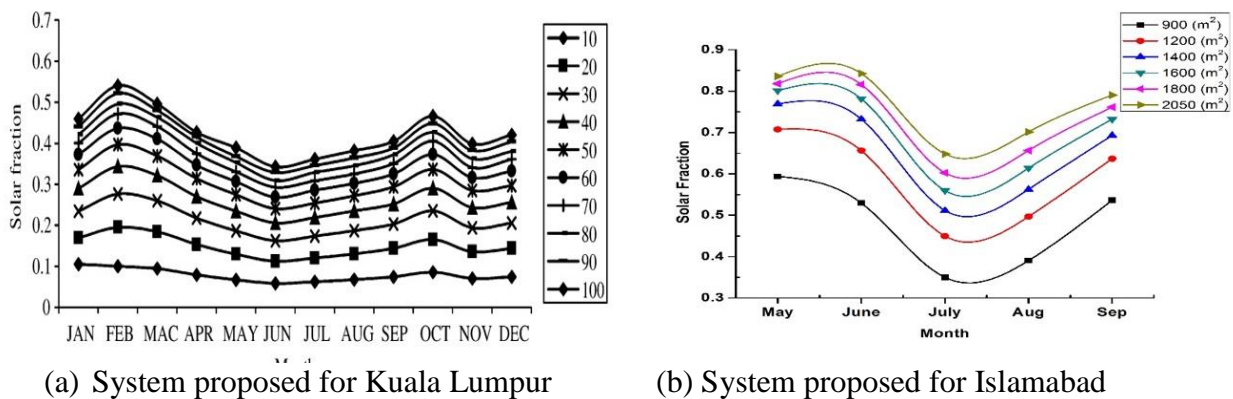 0.7
0.6
0.5
0.4
0.3
0.2
0.1
0
Solar fraction
JAN FEB MAC APR MAY JUN JUL AUG SEP OCT NOV DEC
10
20
30
40
50
60
70
80
90
100
(a) System proposed for Kuala Lumpur
900 (m²)
1200 (m²)
1400 (m²)
1600 (m²)
1800 (m²)
2050 (m²)
0.9
0.8
0.7
0.6
0.5
0.4
0.3
Solar Fraction
May June July Aug Sep
Month
(b) System proposed for Islamabad